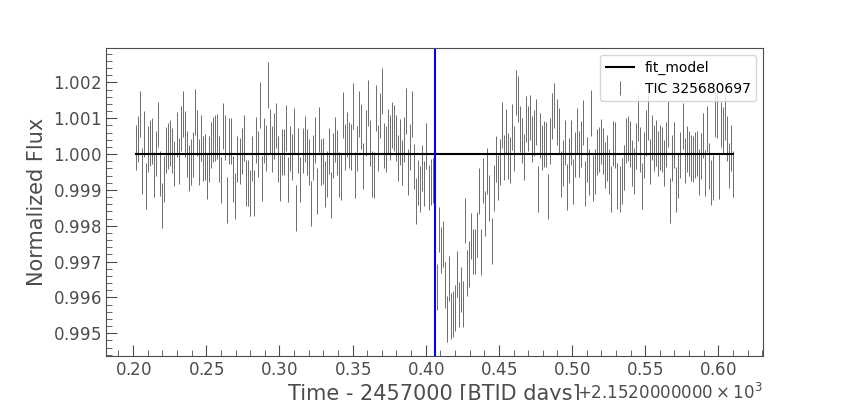 fit_model
TIC 325680697
Normalized Flux
1.002
1.001
1.000
0.999
0.998
0.997
0.996
0.995
0.20 0.25 0.30 0.35 0.40 0.45 0.50 0.55 0.60
Time - 2457000 [BTJD days]
+2.1520000000 × 10³